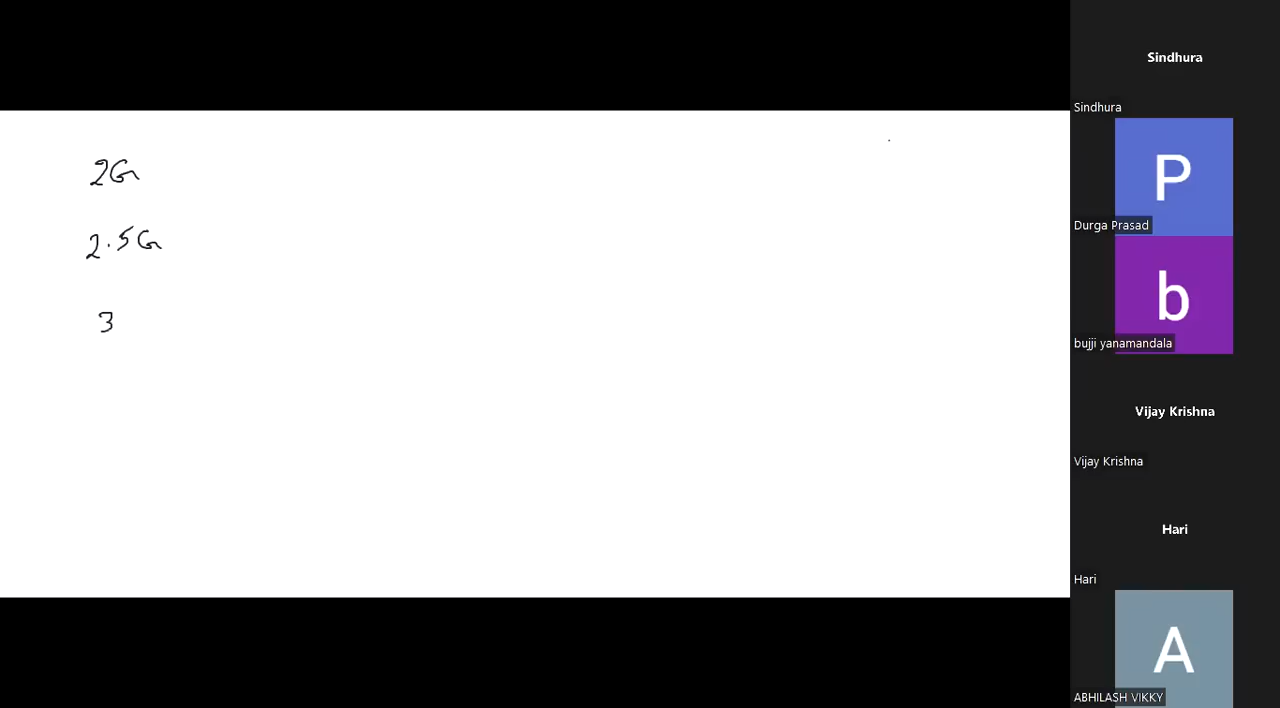 2G
2.5G
3
Sindhura
Sindhura
P
Durga Prasad
b
bujji yanamandala
Vijay Krishna
Vijay Krishna
Hari
Hari
A
ABHILASH VIKKY